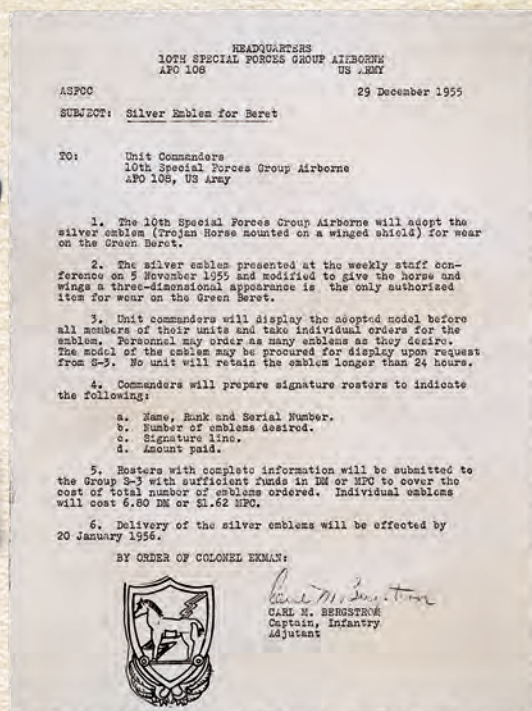 HEADQUARTERS
10TH SPECIAL FORCES GROUP AIRBORNE
APO 108 US ARMY
ASPCC 29 December 1955
SUBJECT: Silver Emblem for Beret
TO: Unit Commanders
10th Special Forces Group Airborne
APO 108, US Army
1. The 10th Special Forces Group Airborne will adopt the
silver emblem (Trojan Horse mounted on a winged shield) for wear
on the Green Beret.
2. The silver emblem presented at the weekly staff con-
ference on 5 November 1955 and modified to give the horse and
wings a three-dimensional appearance is the only authorized
item for wear on the Green Beret.
3. Unit commanders will display the adopted model before
all members of their units and take individual orders for the
emblem. Personnel may order as many emblems as they desire.
The model of the emblem may be procured for display upon request
from S-3. No unit will retain the emblem longer than 24 hours.
4. Commanders will prepare signature rosters to indicate
the following:
a. Name, Rank and Serial Number.
b. Number of emblems desired.
c. Signature line.
d. Amount paid.
5. Rosters with complete information will be submitted to
the Group S-3 with sufficient funds in DM or MPC to cover the
cost of total number of emblems ordered. Individual emblems
will cost 6.80 DM or $1.62 MPC.
6. Delivery of the silver emblems will be effected by
20 January 1956.
BY ORDER OF COLONEL EKMAN:
Carl M. Bergstrom
CARL M. BERGSTROM
Captain, Infantry
Adjutant